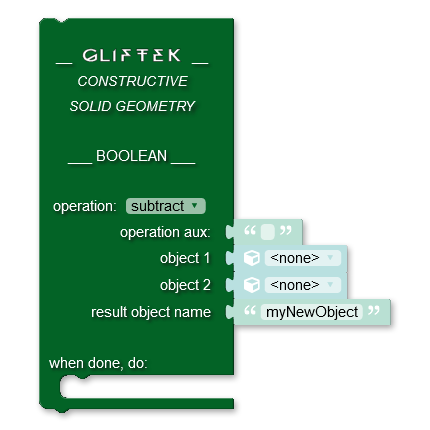 __ GLIFTEK __
CONSTRUCTIVE
SOLID GEOMETRY
___ BOOLEAN ___
operation: subtract ▼
operation aux: “ ”
object 1 <none> ▼
object 2 <none> ▼
result object name “ myNewObject ”
when done, do: